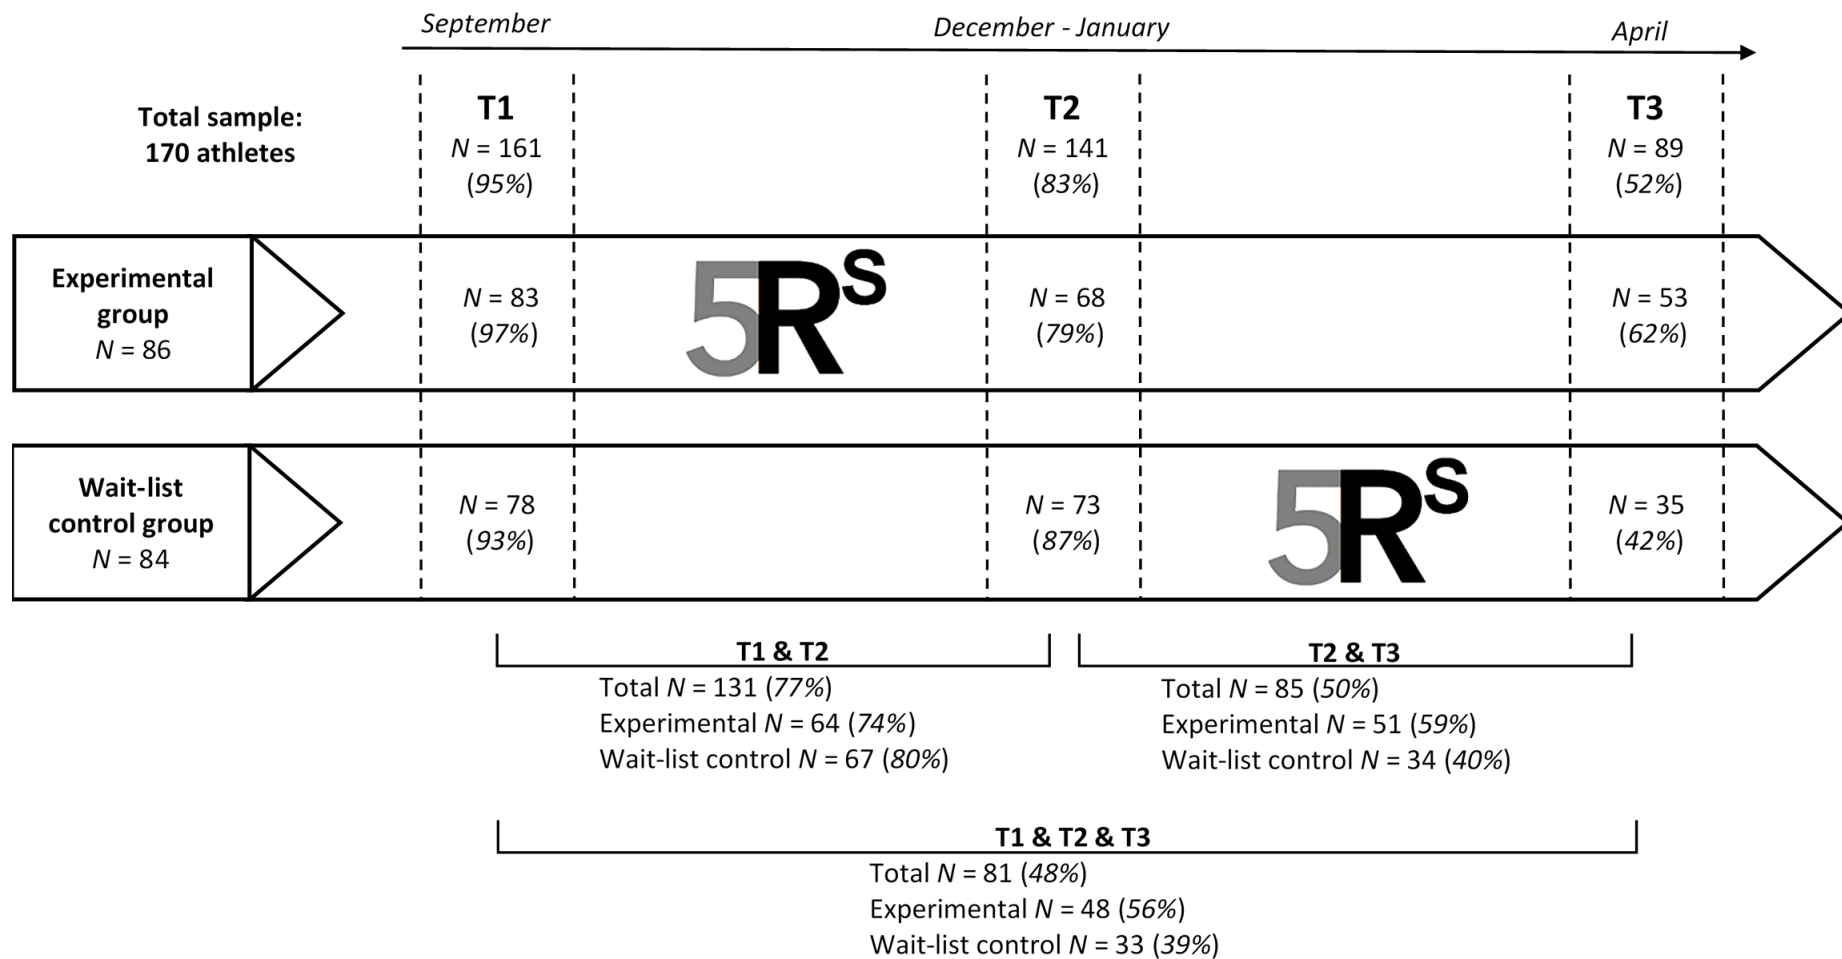 September
December - January
April
Total sample:
170 athletes
T1
N = 161
(95%)
T2
N = 141
(83%)
T3
N = 89
(52%)
Experimental
group
N = 86
N = 83
(97%)
5RS
N = 68
(79%)
N = 53
(62%)
Wait-list
control group
N = 84
N = 78
(93%)
N = 73
(87%)
5RS
N = 35
(42%)
T1 & T2
Total N = 131 (77%)
Experimental N = 64 (74%)
Wait-list control N = 67 (80%)
T2 & T3
Total N = 85 (50%)
Experimental N = 51 (59%)
Wait-list control N = 34 (40%)
T1 & T2 & T3
Total N = 81 (48%)
Experimental N = 48 (56%)
Wait-list control N = 33 (39%)